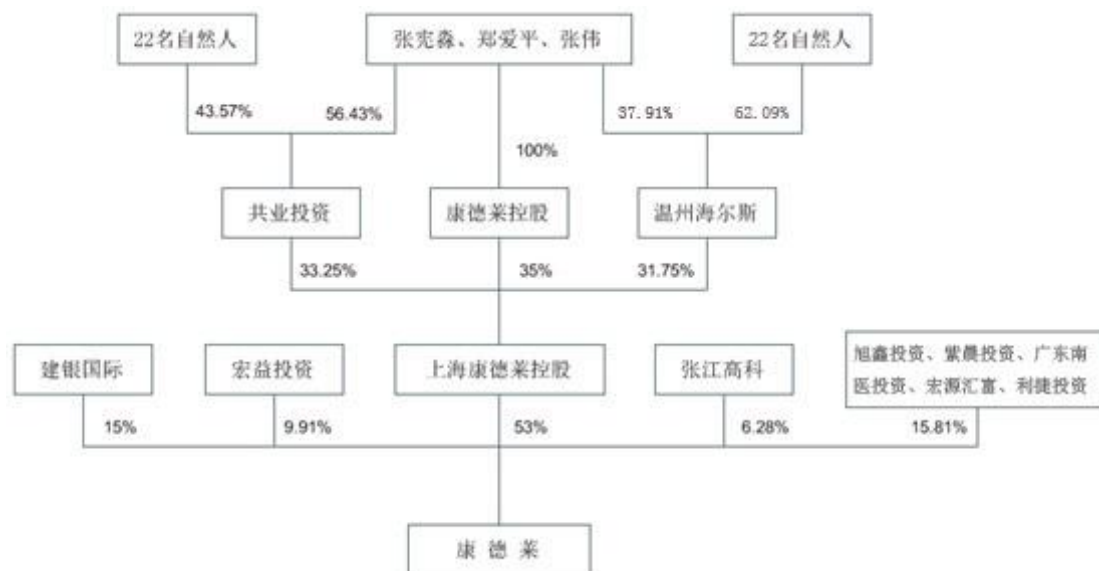 22名自然人
张宪淼、郑爱平、张伟
22名自然人
43.57%
56.43%
37.91%
62.09%
100%
共业投资
康德莱控股
温州海尔斯
33.25%
35%
31.75%
建银国际
宏益投资
上海康德莱控股
张江高科
旭鑫投资、紫晨投资、广东南
医投资、宏源汇富、利捷投资
15%
9.91%
53%
6.28%
15.81%
康 德 莱